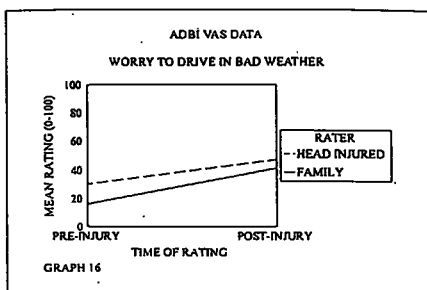 ADBİ VAS DATA
WORRY TO DRIVE IN BAD WEATHER
MEAN RATING (0-100)
100
80
60
40
20
0
PRE-INJURY
POST-INJURY
TIME OF RATING
RATER
HEAD INJURED
FAMILY
GRAPH 16